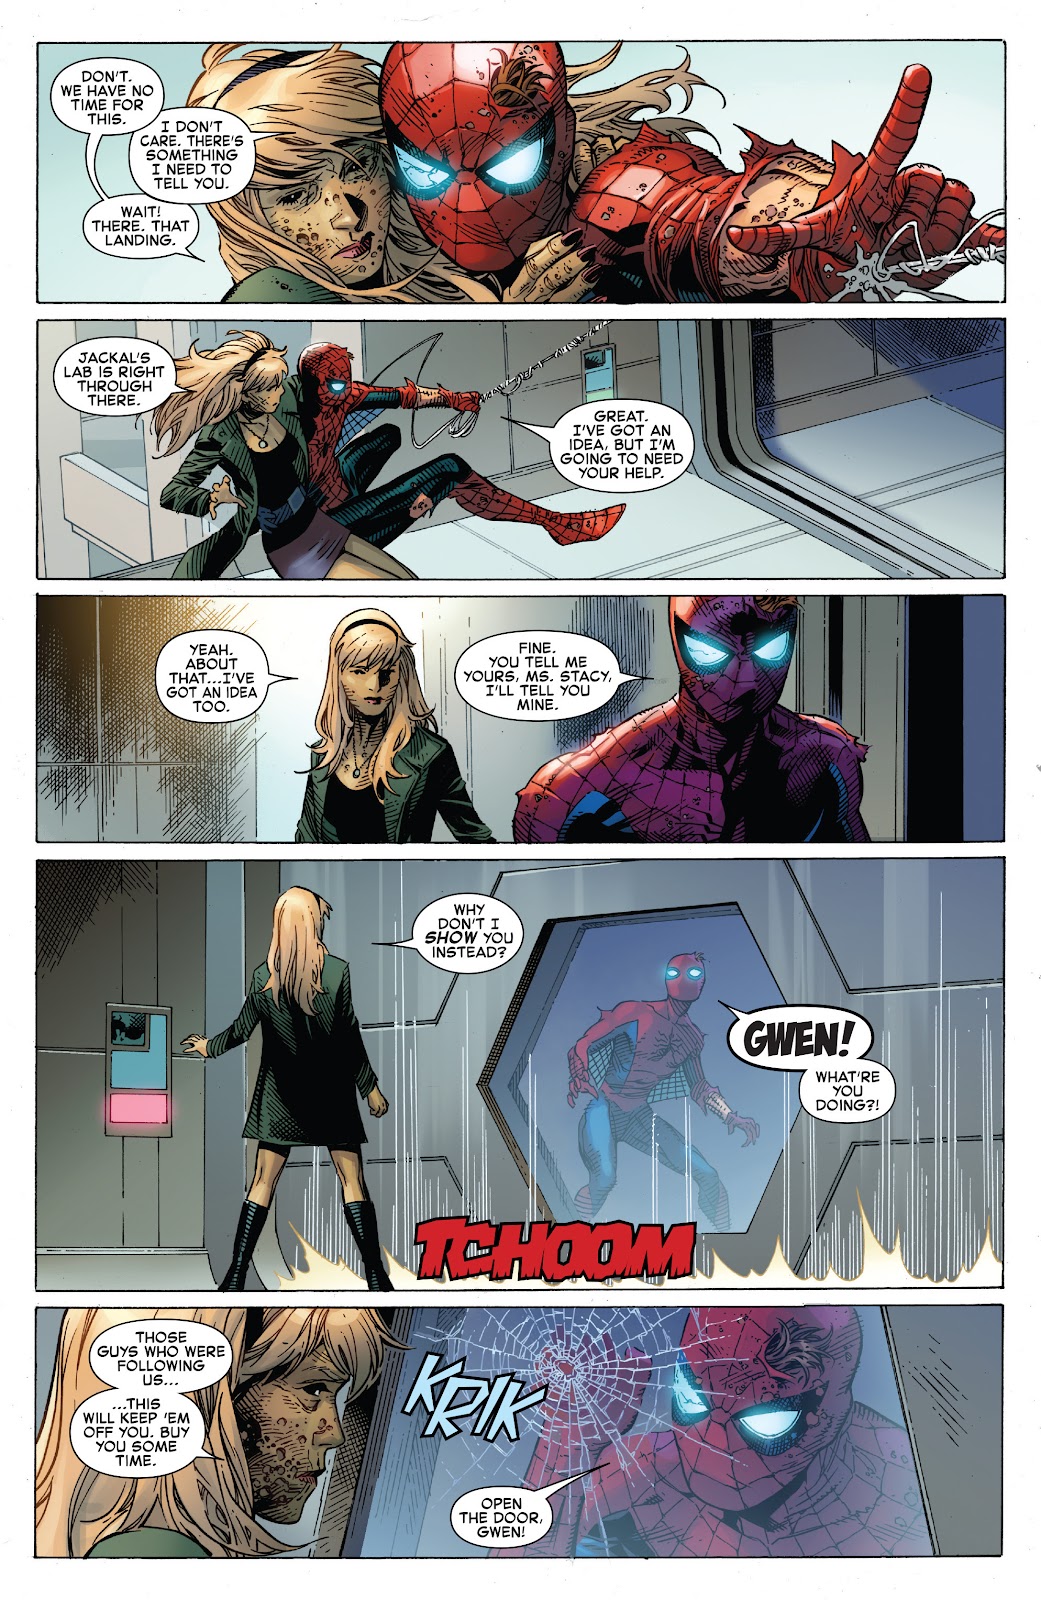 DON'T.
WE HAVE NO
TIME FOR
THIS.
I DON'T
CARE. THERE'S
SOMETHING
I NEED TO
TELL YOU.
WAIT!
THERE. THAT
LANDING.
JACKAL'S
LAB IS RIGHT
THROUGH
THERE.
GREAT.
I'VE GOT AN
IDEA, BUT I'M
GOING TO NEED
YOUR HELP.
YEAH.
ABOUT
THAT...I'VE
GOT AN IDEA
TOO.
FINE.
YOU TELL ME
YOURS, MS. STACY,
I'LL TELL YOU
MINE.
WHY
DON'T I
SHOW YOU
INSTEAD?
GWEN!
WHAT'RE
YOU
DOING?!
TCHOOM
THOSE
GUYS WHO WERE
FOLLOWING
US...
...THIS
WILL KEEP 'EM
OFF YOU. BUY
YOU SOME
TIME.
KRIK
OPEN
THE DOOR,
GWEN!